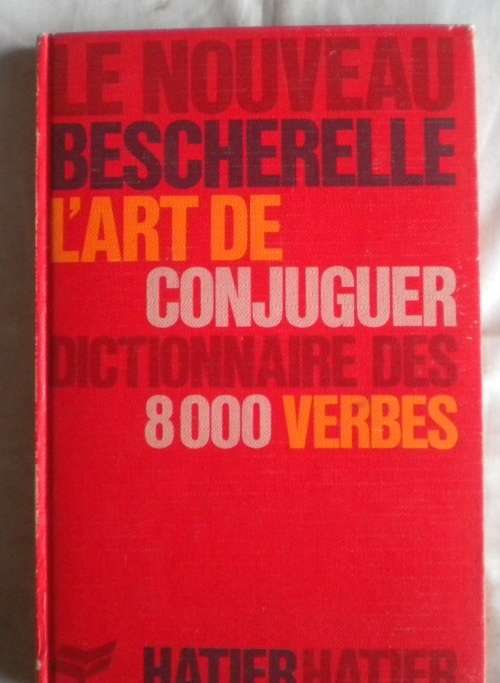 LE NOUVEAU
BESCHERELLE
L'ART DE
CONJUGUER
DICTIONNAIRE DES
8000 VERBES
HATIER HATIER